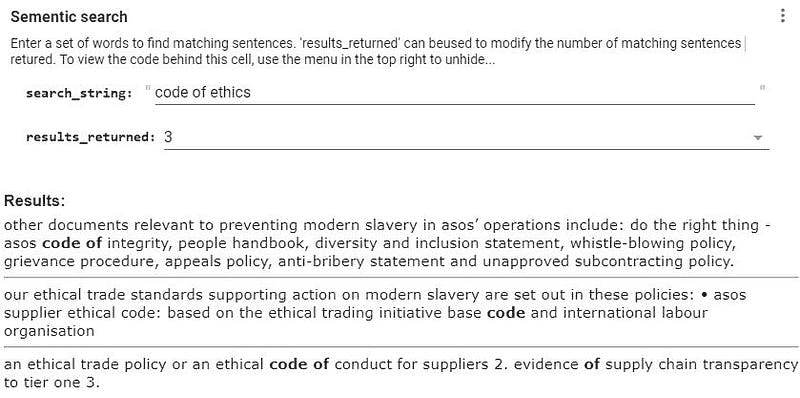 Sementic search
Enter a set of words to find matching sentences. 'results_returned' can beused to modify the number of matching sentences
retured. To view the code behind this cell, use the menu in the top right to unhide...
search_string: " code of ethics "
results_returned: 3
Results:
other documents relevant to preventing modern slavery in asos’ operations include: do the right thing -
asos code of integrity, people handbook, diversity and inclusion statement, whistle-blowing policy,
grievance procedure, appeals policy, anti-bribery statement and unapproved subcontracting policy.
our ethical trade standards supporting action on modern slavery are set out in these policies: • asos
supplier ethical code: based on the ethical trading initiative base code and international labour
organisation
an ethical trade policy or an ethical code of conduct for suppliers 2. evidence of supply chain transparency
to tier one 3.